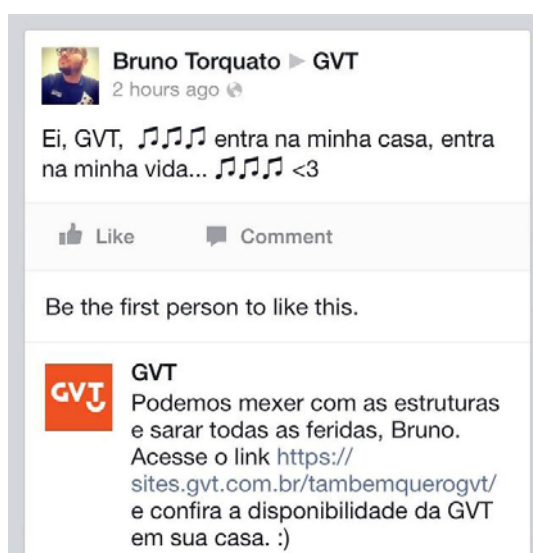 Bruno Torquato ▶ GVT
2 hours ago
Ei, GVT, ♫♫♫ entra na minha casa, entra
na minha vida... ♫♫♫ <3
Like Comment
Be the first person to like this.
GVT
GVT
Podemos mexer com as estruturas
e sarar todas as feridas, Bruno.
Acesse o link https://
sites.gvt.com.br/tambemquerogvt/
e confira a disponibilidade da GVT
em sua casa. :)